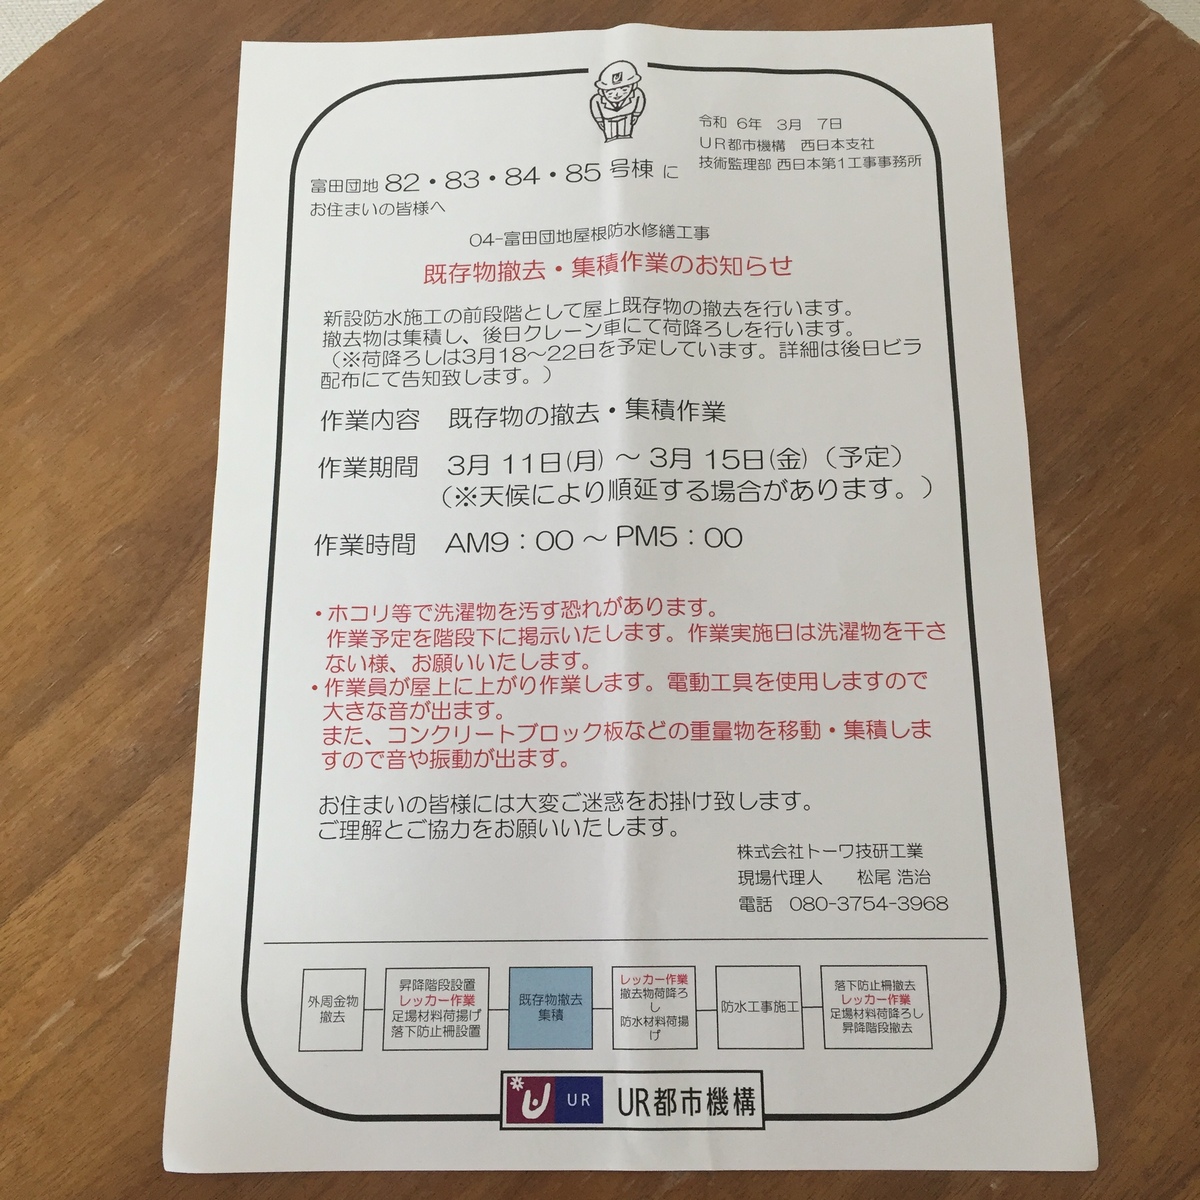 令和 6年 3月 7日
UR都市機構 西日本支社
技術監理部 西日本第1工事事務所
富田団地 82・83・84・85 号棟 に
お住まいの皆様へ
04-富田団地屋根防水修繕工事
既存物撤去・集積作業のお知らせ
新設防水施工の前段階として屋上既存物の撤去を行います。
撤去物は集積し、後日クレーン車にて荷降ろしを行います。
（※荷降ろしは3月18～22日を予定しています。詳細は後日ビラ
配布にて告知致します。）
作業内容 既存物の撤去・集積作業
作業期間 3月 11日(月) ～ 3月 15日(金)（予定）
（※天候により順延する場合があります。）
作業時間 AM9：00 ～ PM5：00
・ホコリ等で洗濯物を汚す恐れがあります。
作業予定を階段下に掲示いたします。作業実施日は洗濯物を干さ
ない様、お願いいたします。
・作業員が屋上に上がり作業します。電動工具を使用しますので
大きな音が出ます。
また、コンクリートブロック板などの重量物を移動・集積しま
すので音や振動が出ます。
お住まいの皆様には大変ご迷惑をお掛け致します。
ご理解とご協力をお願いいたします。
株式会社トーワ技研工業
現場代理人 松尾 浩治
電話 080-3754-3968
外周金物
撤去
昇降階段設置
レッカー作業
足場材料荷揚げ
落下防止柵設置
既存物撤去
集積
レッカー作業
撤去物荷降ろ
し
防水材料荷揚
げ
防水工事施工
落下防止柵撤去
レッカー作業
足場材料荷降ろし
昇降階段撤去
UR UR都市機構